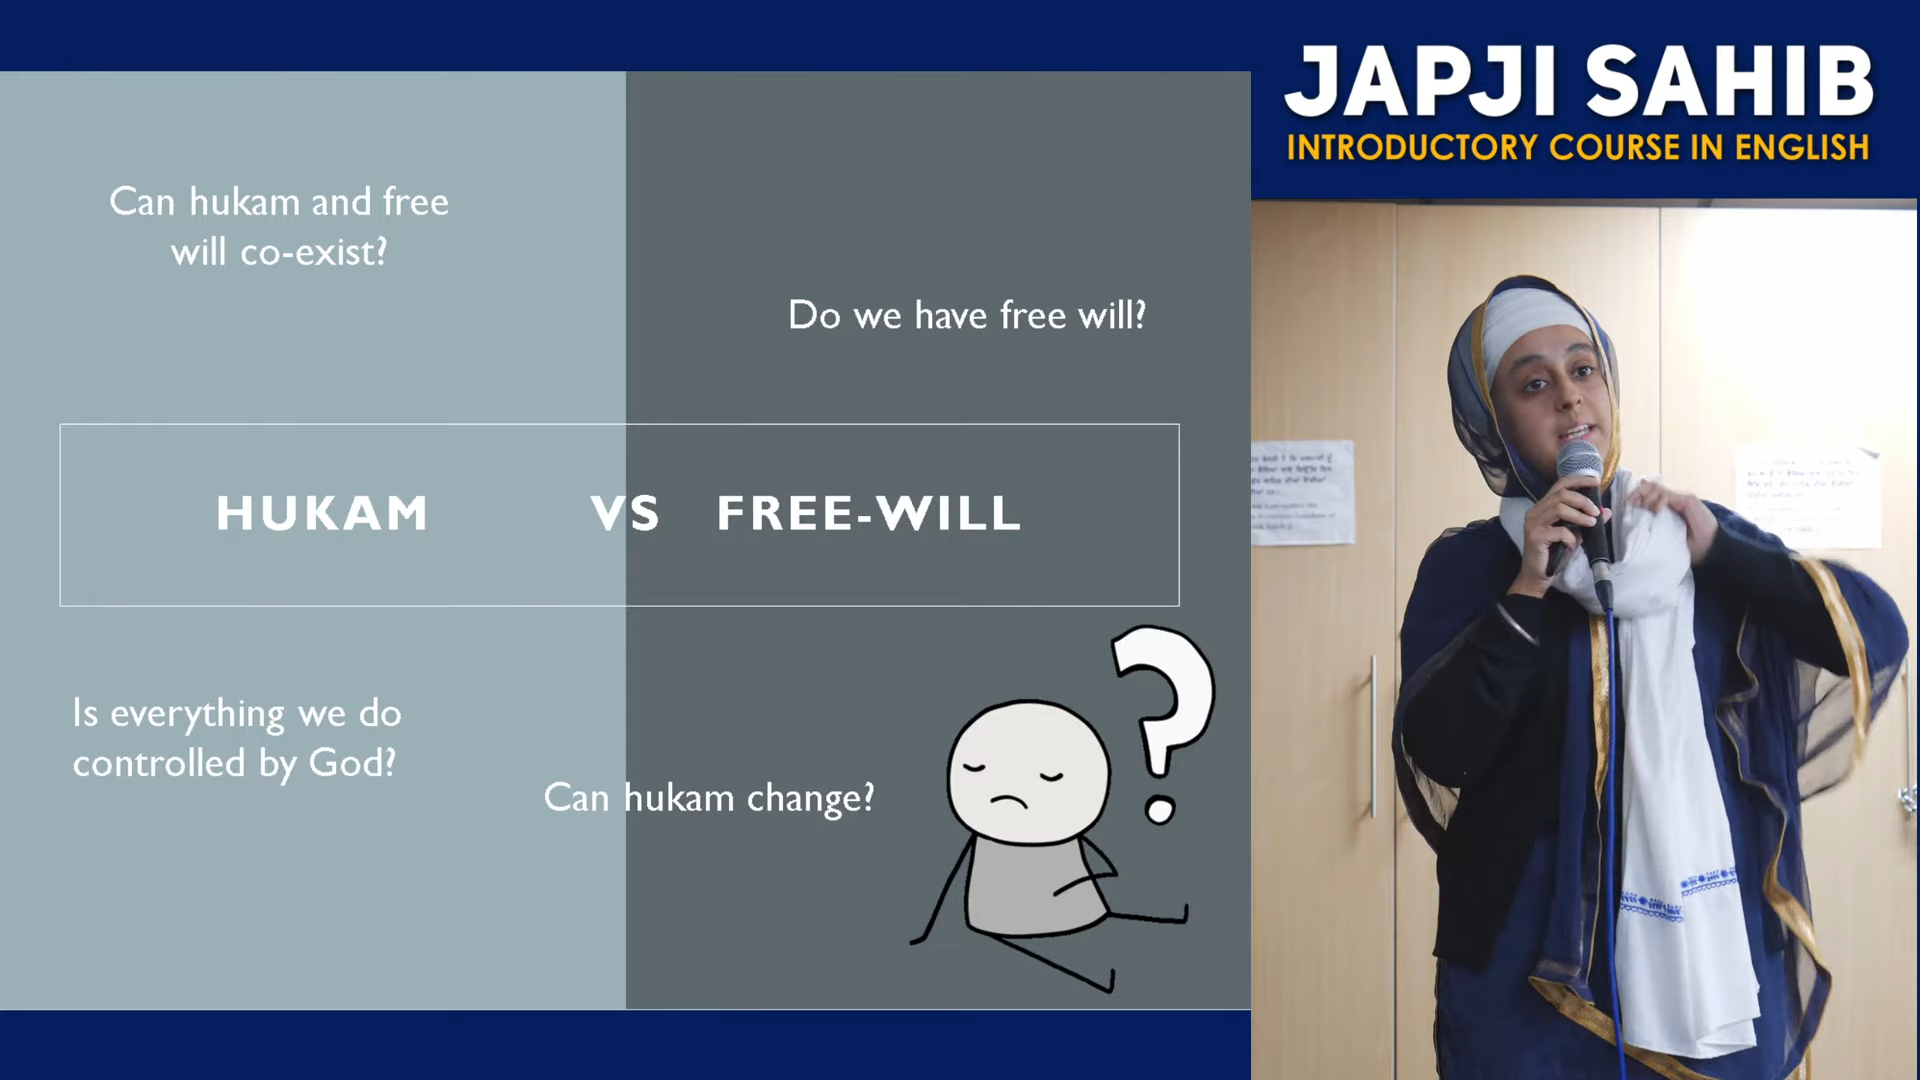 JAPJI SAHIB
INTRODUCTORY COURSE IN ENGLISH
Can hukam and free
will co-exist?
Do we have free will?
HUKAM VS FREE-WILL
Is everything we do
controlled by God?
Can hukam change?
?